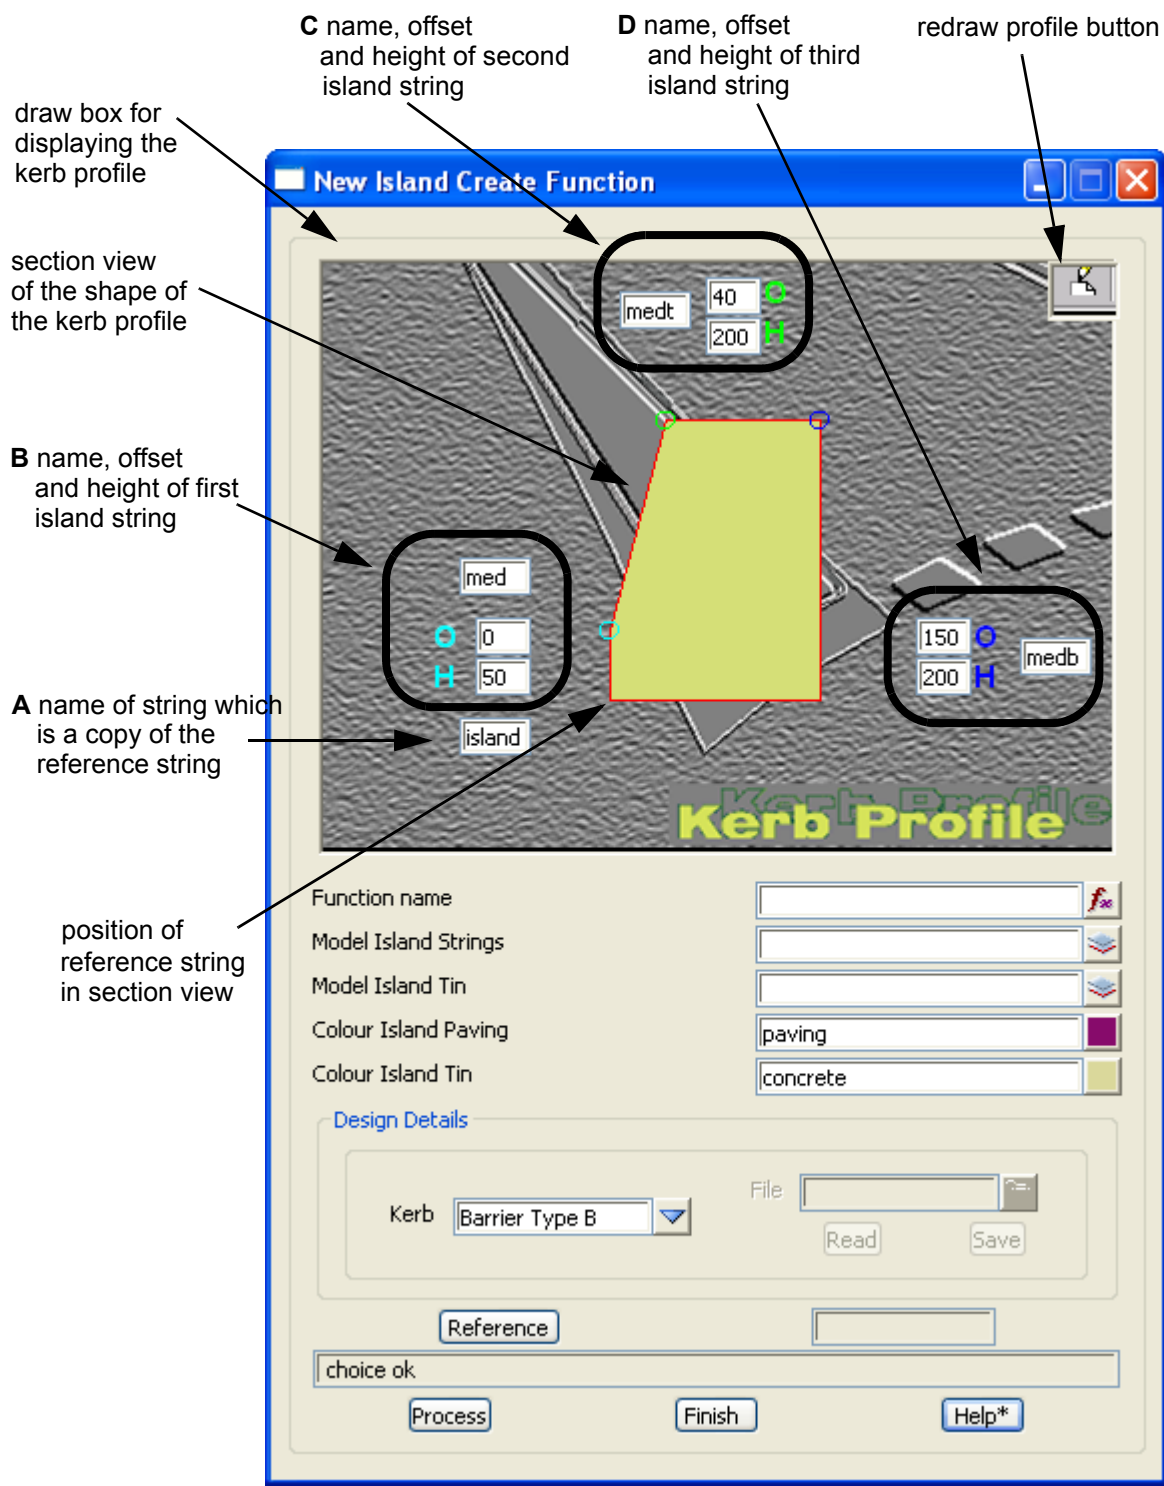 C name, offset
and height of second
island string
D name, offset
and height of third
island string
redraw profile button
draw box for
displaying the
kerb profile
New Island Create Function
section view
of the shape of
the kerb profile
medt
40 O
200 H
B name, offset
and height of first
island string
med
O 0
H 50
150 O
200 H
medb
A name of string which
is a copy of the
reference string
island
Kerb Profile
Kerb Profile
position of
reference string
in section view
Function name
Model Island Strings
Model Island Tin
Colour Island Paving
paving
Colour Island Tin
concrete
Design Details
Kerb
Barrier Type B
File
Read
Save
Reference
choice ok
Process
Finish
Help*